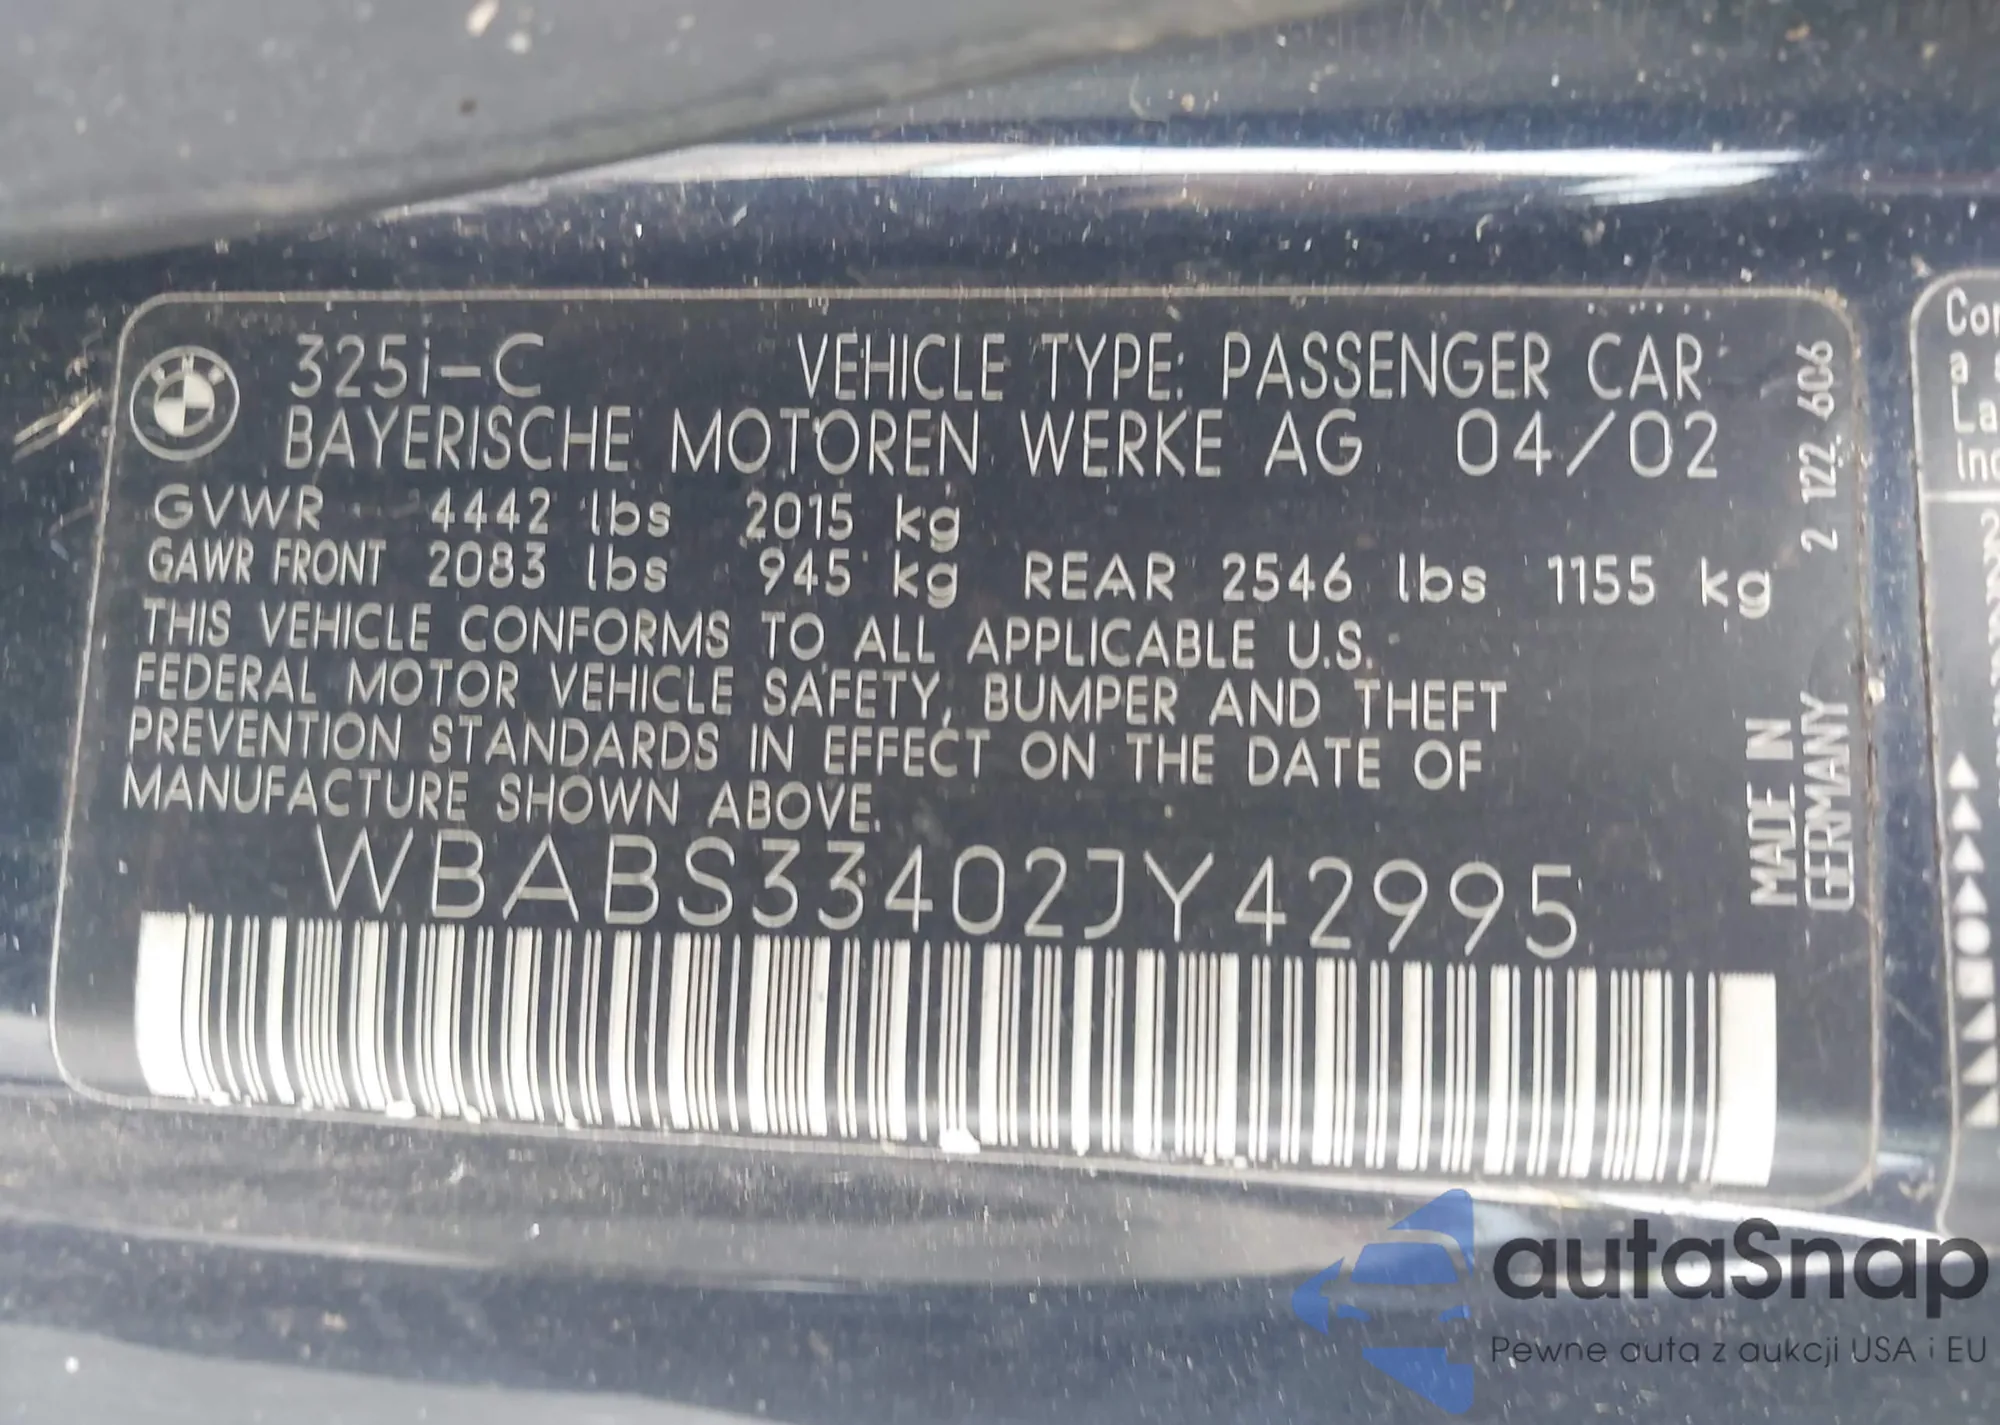 325i-C VEHICLE TYPE: PASSENGER CAR
BAYERISCHE MOTOREN WERKE AG 04/02
GVWR 4442 lbs 2015 kg
GAWR FRONT 2083 lbs 945 kg REAR 2546 lbs 1155 kg
THIS VEHICLE CONFORMS TO ALL APPLICABLE U.S.
FEDERAL MOTOR VEHICLE SAFETY, BUMPER AND THEFT
PREVENTION STANDARDS IN EFFECT ON THE DATE OF
MANUFACTURE SHOWN ABOVE.
WBABS33402JY42995
2 122 606
MADE IN
GERMANY
Con
a s
La
Inc
autaSnap
Pewne auta z aukcji USA i EU